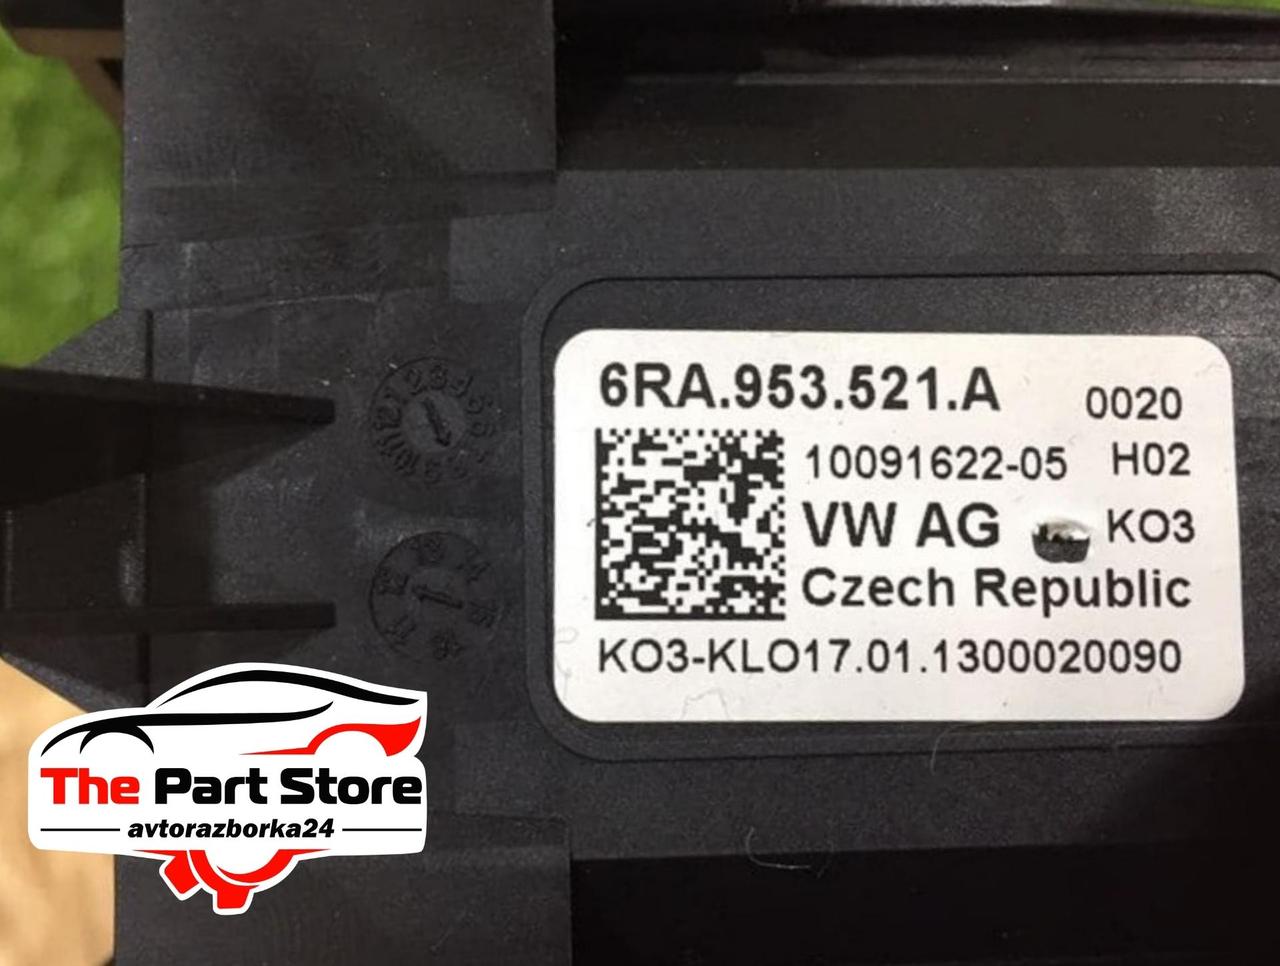 6RA.953.521.A 0020
10091622-05 H02
VW AG KO3
Czech Republic
KO3-KLO17.01.1300020090
The Part Store
avtorazborka24